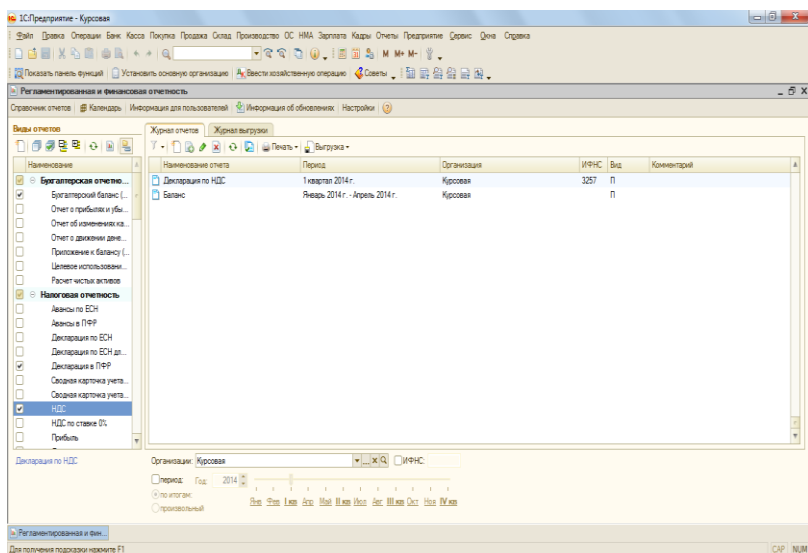 1С:Предприятие - Курсовая
Файл Правка Операции Банк Касса Покупка Продажа Склад Производство ОС НМА Зарплата Кадры Отчеты Предприятие Сервис Окна Справка
M M+ M-
Показать панель функций Установить основную организацию Ввести хозяйственную операцию Советы
Регламентированная и финансовая отчетность
Справочник отчетов Календарь Информация для пользователей Информация об обновлениях Настройки
Виды отчетов Журнал отчетов Журнал выгрузки
Печать Выгрузка
Наименование Наименование отчета Период Организация ИФНС Вид Комментарий
Бухгалтерская отчетно... Декларация по НДС 1 квартал 2014 г. Курсовая 3257 П
Бухгалтерский баланс (... Баланс Январь 2014 г. - Апрель 2014 г. Курсовая П
Отчет о прибылях и убы...
Отчет об изменениях ка...
Отчет о движении дене...
Приложение к балансу (...
Целевое использовани...
Расчет чистых активов
Налоговая отчетность
Авансы по ЕСН
Авансы в ПФР
Декларация по ЕСН
Декларация по ЕСН дл...
Декларация в ПФР
Сводная карточка учета...
Сводная карточка учета...
НДС
НДС по ставке 0%
Прибыль
Декларация по НДС Организация: Курсовая ИФНС:
период: Год: 2014
по итогам:
Янв Фев I кв Апр Май II кв Июл Авг III кв Окт Ноя IV кв
произвольный
Регламентированная и фин...
Для получения подсказки нажмите F1 CAP NUM